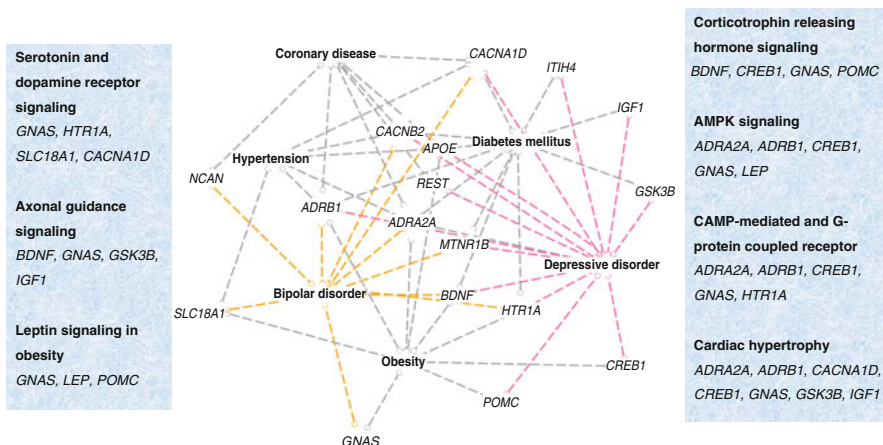 Serotonin and
dopamine receptor
signaling
GNAS, HTR1A,
SLC18A1, CACNA1D
Axonal guidance
signaling
BDNF, GNAS, GSK3B,
IGF1
Leptin signaling in
obesity
GNAS, LEP, POMC
Coronary disease
CACNA1D
ITIH4
IGF1
CACNB2
Diabetes mellitus
APOE
Hypertension
NCAN
REST
GSK3B
ADRB1
ADRA2A
MTNR1B
Depressive disorder
Bipolar disorder
BDNF
SLC18A1
HTR1A
Obesity
CREB1
POMC
GNAS
Corticotrophin releasing
hormone signaling
BDNF, CREB1, GNAS, POMC
AMPK signaling
ADRA2A, ADRB1, CREB1,
GNAS, LEP
CAMP-mediated and G-
protein coupled receptor
ADRA2A, ADRB1, CREB1,
GNAS, HTR1A
Cardiac hypertrophy
ADRA2A, ADRB1, CACNA1D,
CREB1, GNAS, GSK3B, IGF1